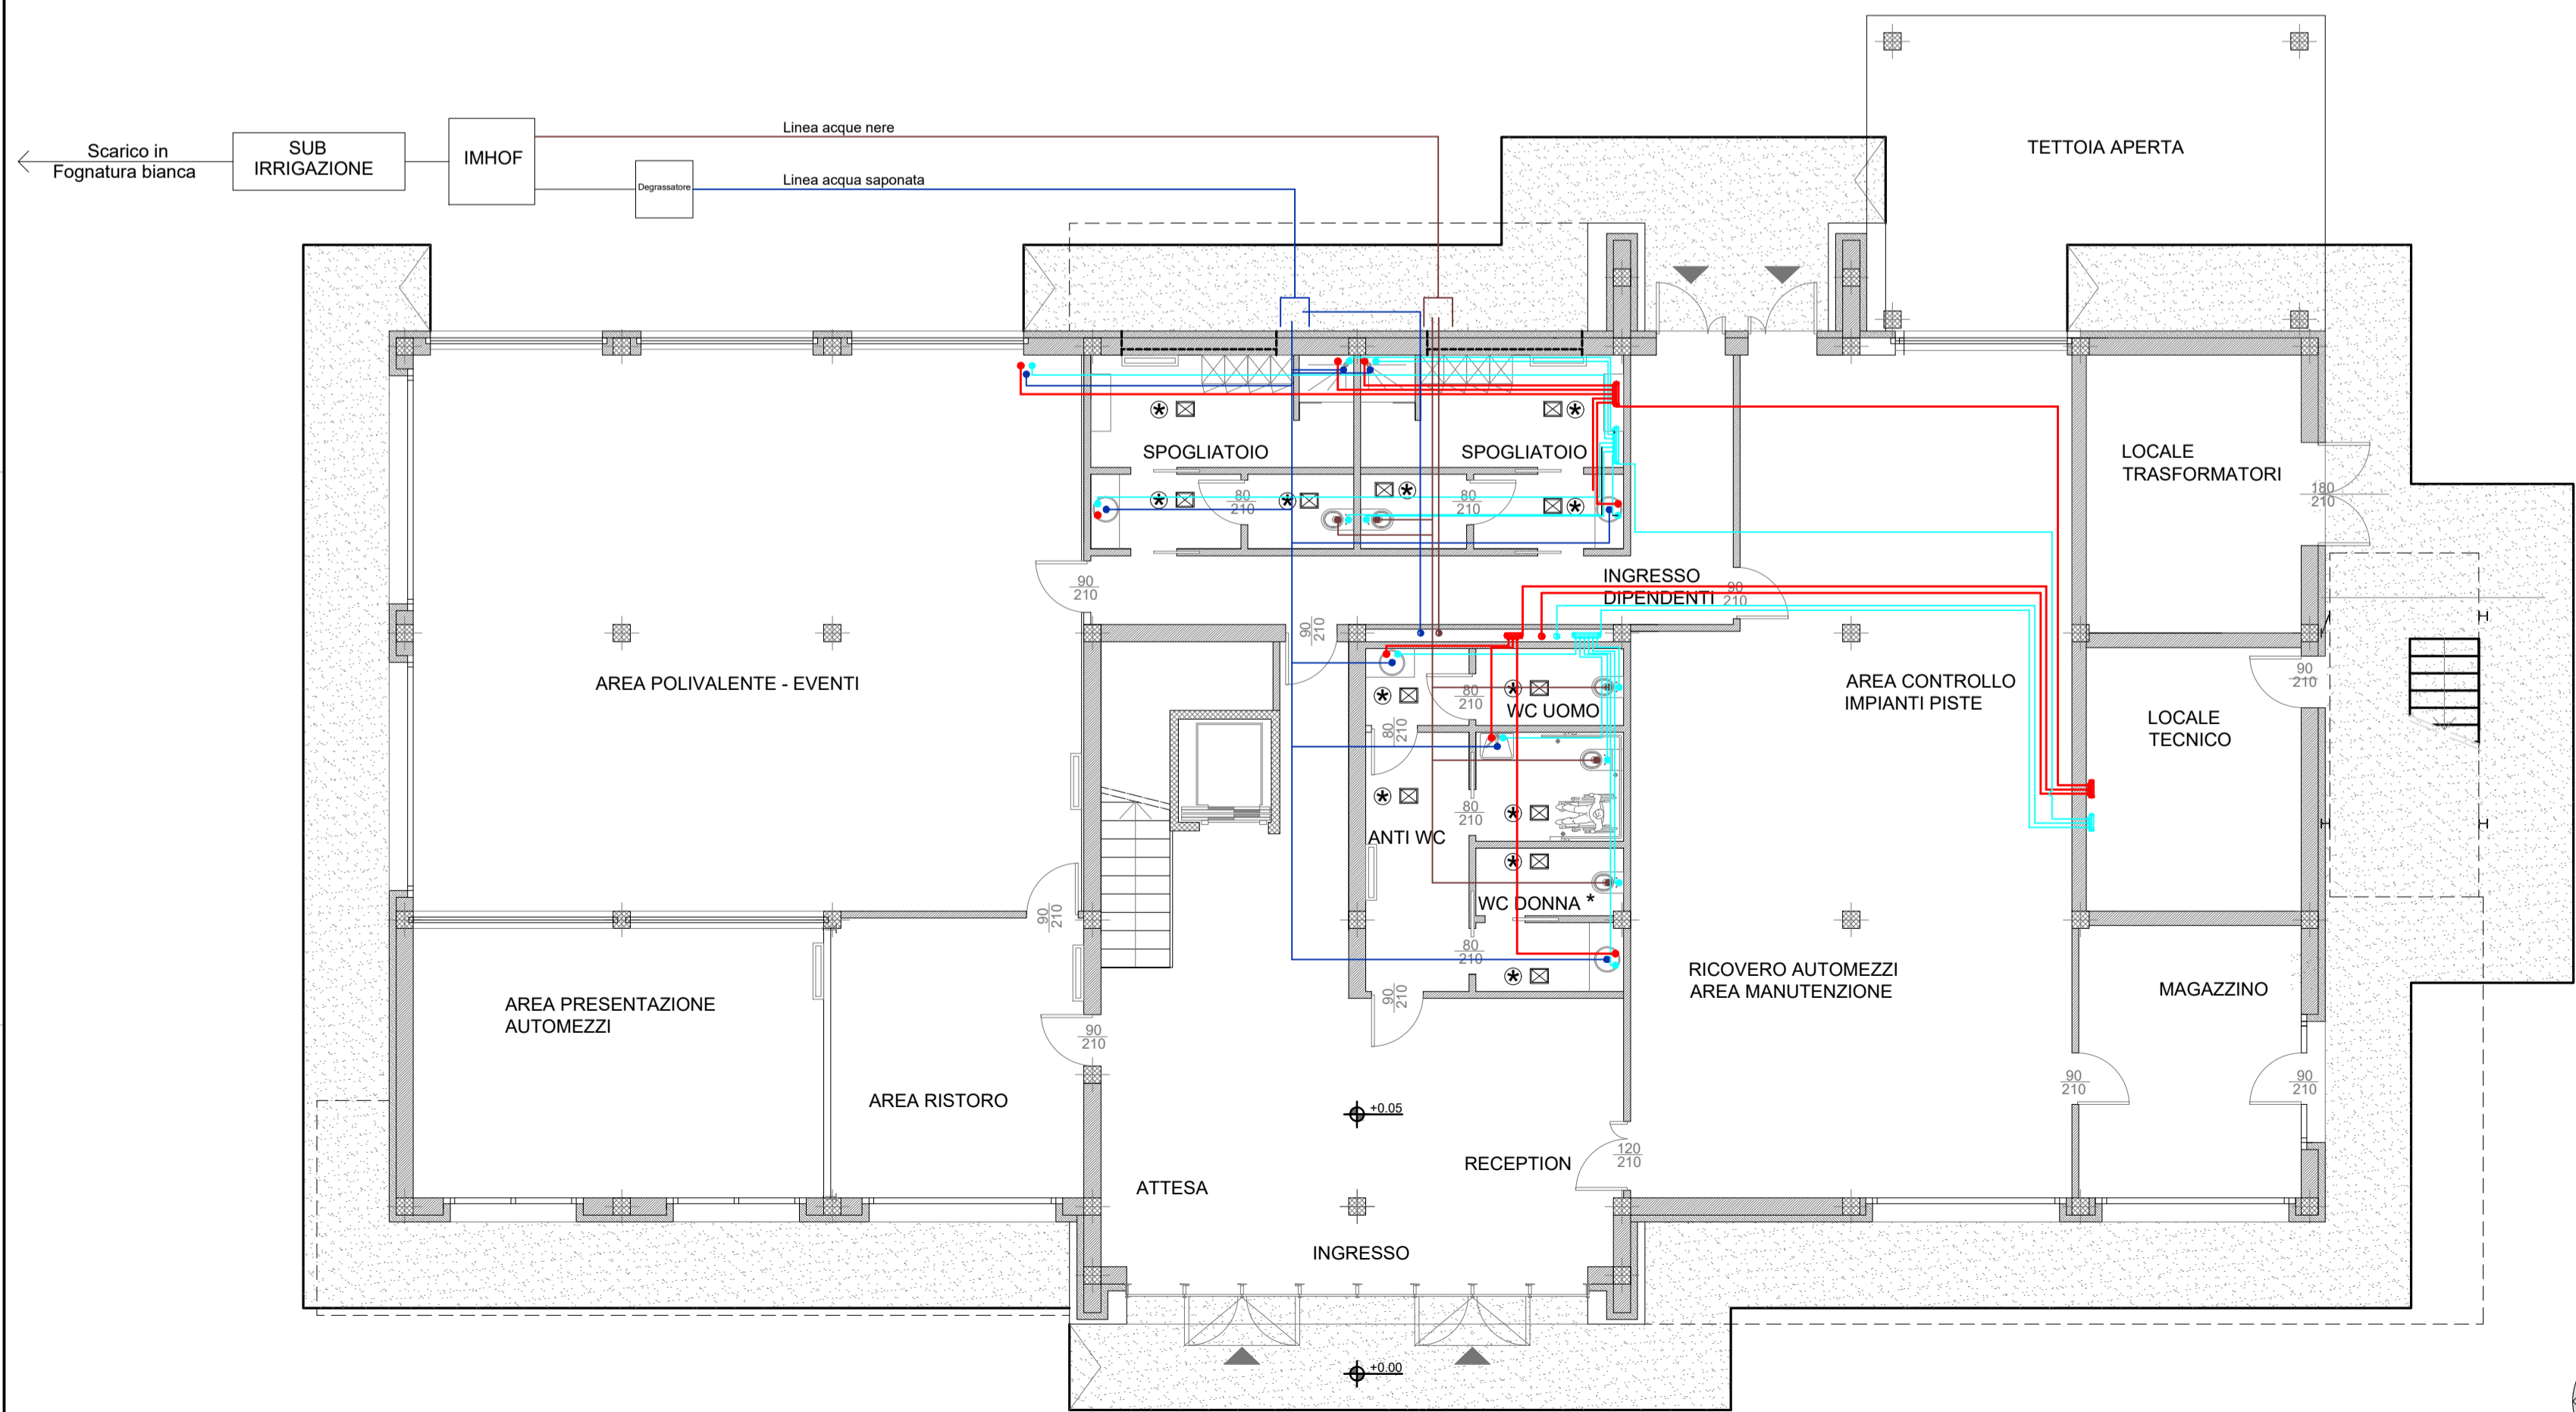 Linea acque nere
Scarico in
Fognatura bianca
SUB
IRRIGAZIONE
IMHOF
Degrassatore
Linea acqua saponata
TETTOIA APERTA
SPOGLIATOIO
SPOGLIATOIO
LOCALE
TRASFORMATORI
80
210
80
210
180
210
90
210
INGRESSO
DIPENDENTI
90
210
90
210
AREA POLIVALENTE - EVENTI
80
210
WC UOMO
AREA CONTROLLO
IMPIANTI PISTE
90
210
LOCALE
TECNICO
80
210
80
210
ANTI WC
WC DONNA *
90
210
80
210
AREA PRESENTAZIONE
AUTOMEZZI
90
210
90
210
RICOVERO AUTOMEZZI
AREA MANUTENZIONE
MAGAZZINO
AREA RISTORO
+0.05
90
210
90
210
ATTESA
RECEPTION
120
210
INGRESSO
+0.00